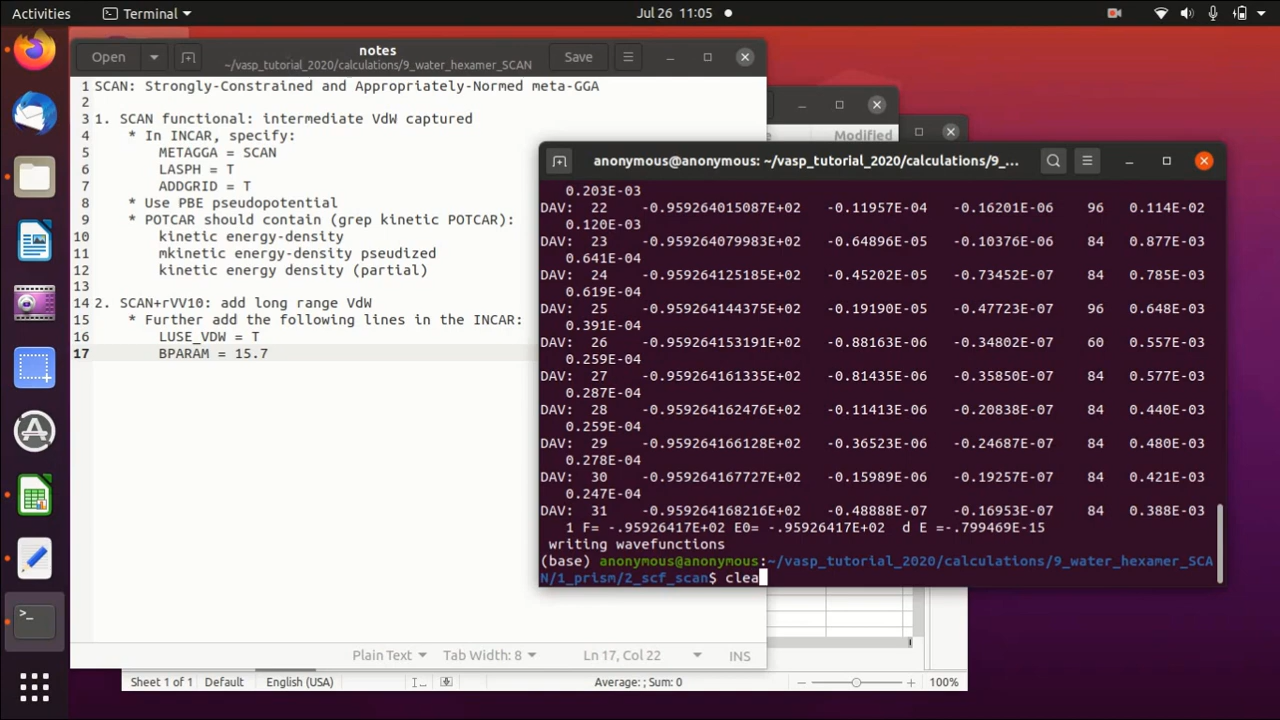 Activities
Terminal
Jul 26 11:05
Open
notes
~/vasp_tutorial_2020/calculations/9_water_hexamer_SCAN
Save
1 SCAN: Strongly-Constrained and Appropriately-Normed meta-GGA
2
3 1. SCAN functional: intermediate VdW captured
4 * In INCAR, specify:
5 METAGGA = SCAN
6 LASPH = T
7 ADDGRID = T
8 * Use PBE pseudopotential
9 * POTCAR should contain (grep kinetic POTCAR):
10 kinetic energy-density
11 mkinetic energy-density pseudized
12 kinetic energy density (partial)
13
14 2. SCAN+rVV10: add long range VdW
15 * Further add the following lines in the INCAR:
16 LUSE_VDW = T
17 BPARAM = 15.7
Plain Text
Tab Width: 8
Ln 17, Col 22
INS
Modified
anonymous@anonymous: ~/vasp_tutorial_2020/calculations/9_...
0.203E-03
DAV: 22 -0.959264015087E+02 -0.11957E-04 -0.16201E-06 96 0.114E-02
0.120E-03
DAV: 23 -0.959264079983E+02 -0.64896E-05 -0.10376E-06 84 0.877E-03
0.641E-04
DAV: 24 -0.959264125185E+02 -0.45202E-05 -0.73452E-07 84 0.785E-03
0.619E-04
DAV: 25 -0.959264144375E+02 -0.19190E-05 -0.47723E-07 96 0.648E-03
0.391E-04
DAV: 26 -0.959264153191E+02 -0.88163E-06 -0.34802E-07 60 0.557E-03
0.259E-04
DAV: 27 -0.959264161335E+02 -0.81435E-06 -0.35850E-07 84 0.577E-03
0.287E-04
DAV: 28 -0.959264162476E+02 -0.11413E-06 -0.20838E-07 84 0.440E-03
0.259E-04
DAV: 29 -0.959264166128E+02 -0.36523E-06 -0.24687E-07 84 0.480E-03
0.278E-04
DAV: 30 -0.959264167727E+02 -0.15989E-06 -0.19257E-07 84 0.421E-03
0.247E-04
DAV: 31 -0.959264168216E+02 -0.48888E-07 -0.16953E-07 84 0.388E-03
1 F= -.95926417E+02 E0= -.95926417E+02 d E =-.799469E-15
writing wavefunctions
(base) anonymous@anonymous:~/vasp_tutorial_2020/calculations/9_water_hexamer_SCA
N/1_prism/2_scf_scan$ clea
Sheet 1 of 1
Default
English (USA)
Average: ; Sum: 0
100%